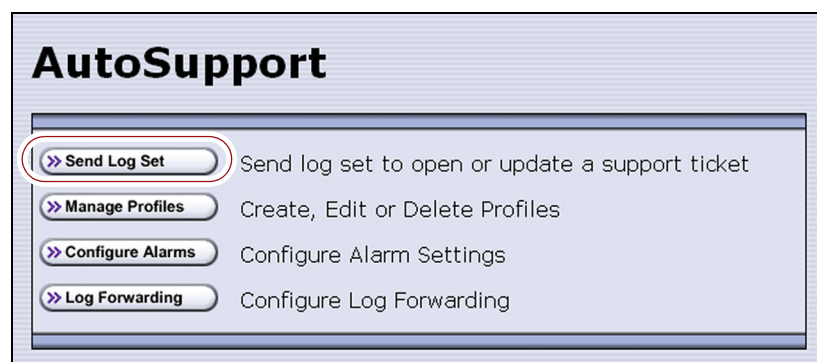 AutoSupport
Send Log Set Send log set to open or update a support ticket
Manage Profiles Create, Edit or Delete Profiles
Configure Alarms Configure Alarm Settings
Log Forwarding Configure Log Forwarding